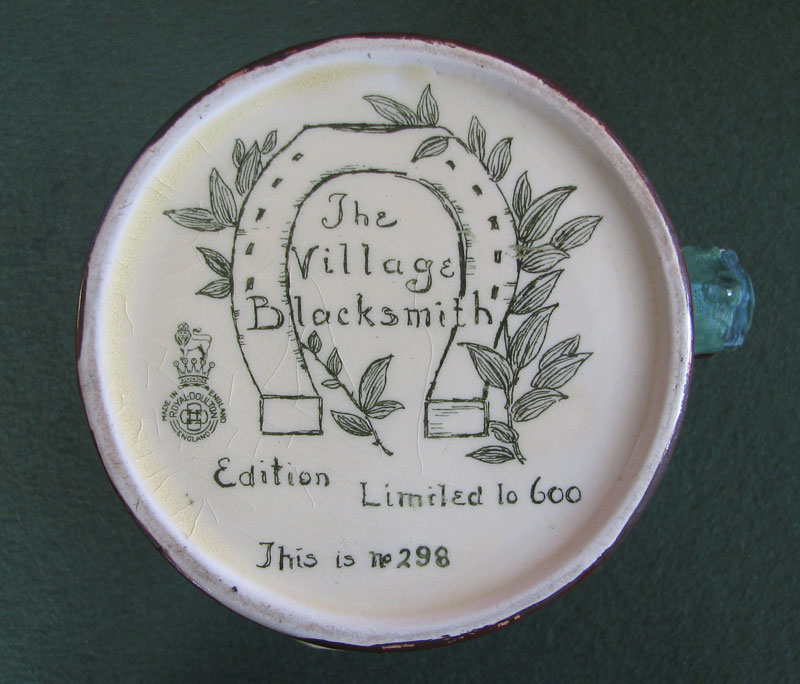 The
Village
Blacksmith
MADE IN ENGLAND
ROYAL DOULTON
ENGLAND
Edition Limited to 600
This is no 298